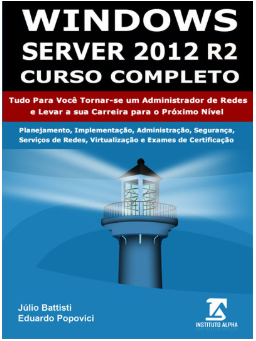 WINDOWS
SERVER 2012 R2
CURSO COMPLETO
Tudo Para Você Tornar-se um Administrador de Redes
e Levar a sua Carreira para o Próximo Nível
Planejamento, Implementação, Administração, Segurança,
Serviços de Redes, Virtualização e Exames de Certificação
Júlio Battisti
Eduardo Popovici
INSTITUTO ALPHA